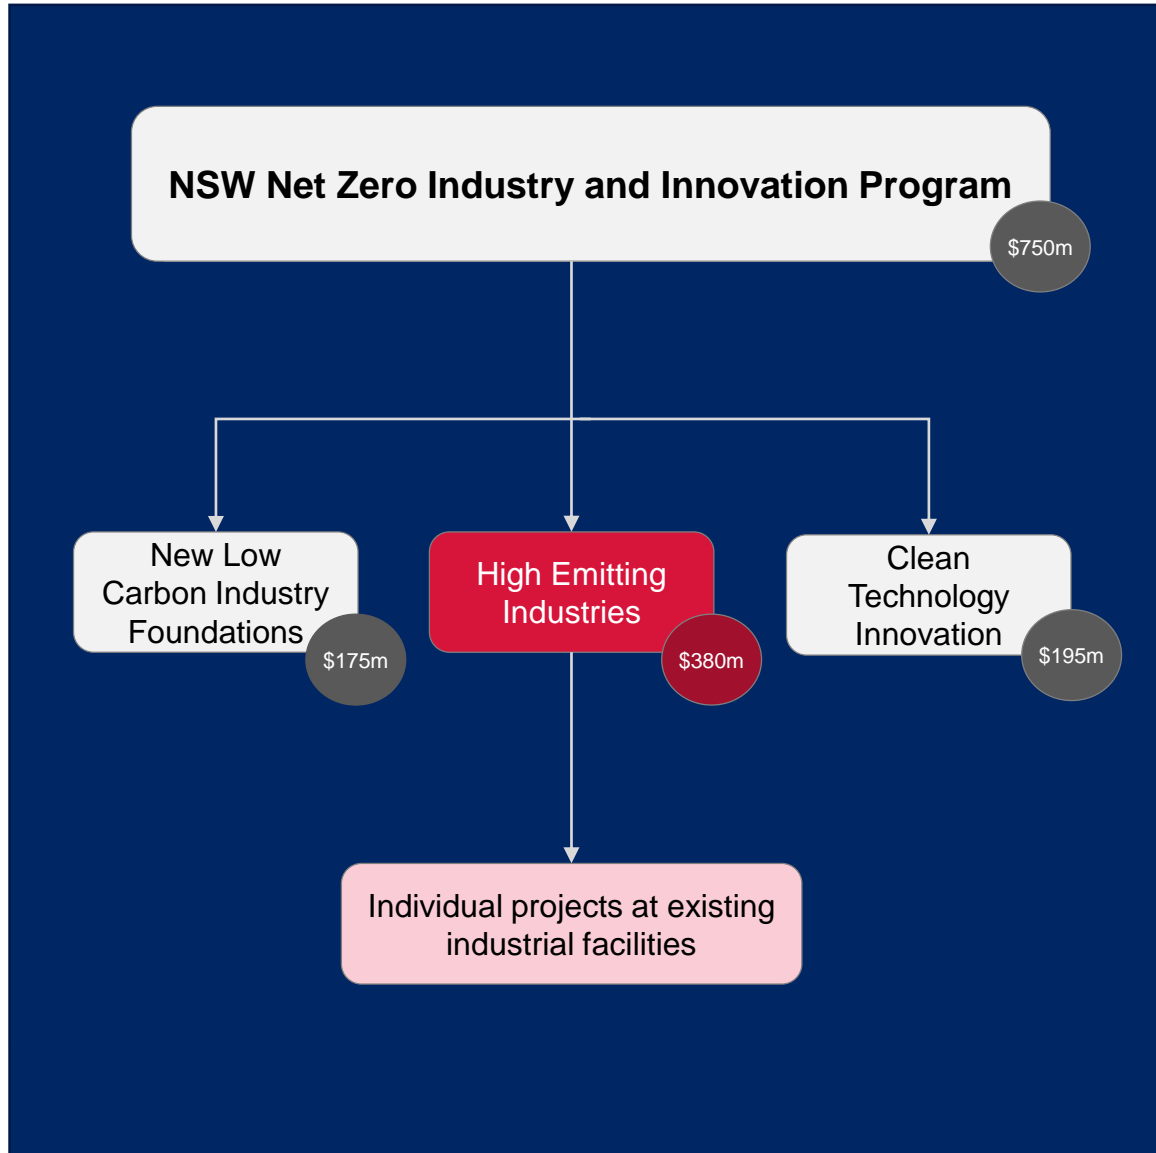 NSW Net Zero Industry and Innovation Program
$750m
New Low
Carbon Industry
Foundations
$175m
High Emitting
Industries
$380m
Clean
Technology
Innovation
$195m
Individual projects at existing
industrial facilities